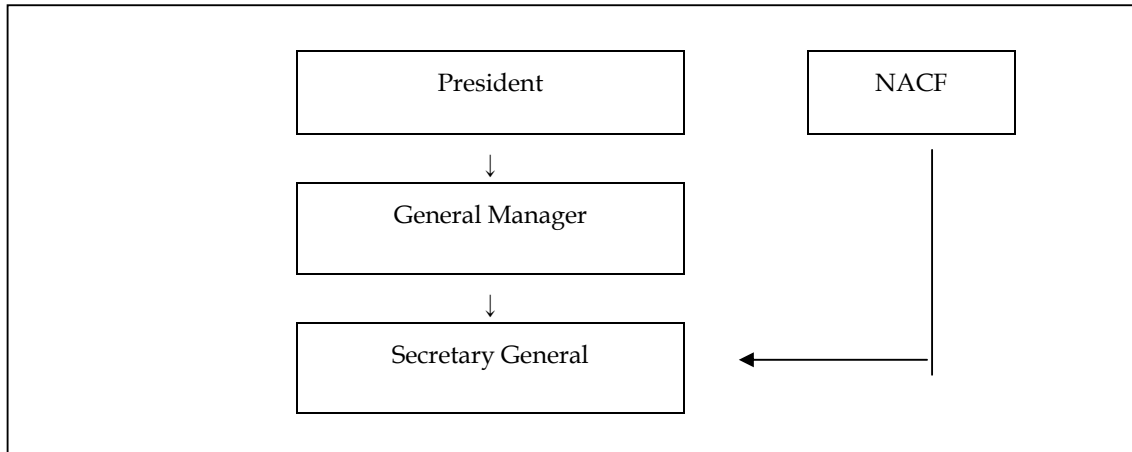 President
NACF
↓
General Manager
↓
Secretary General